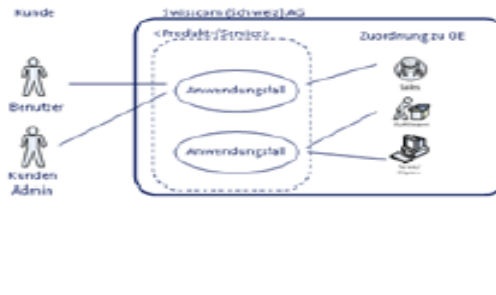 Kunde
Swisscom (Schweiz) AG
<Produkt-/Service>
Zuordnung zu OE
Anwendungsfall
Sales
Benutzer
Anwendungsfall
Kunden
Admin